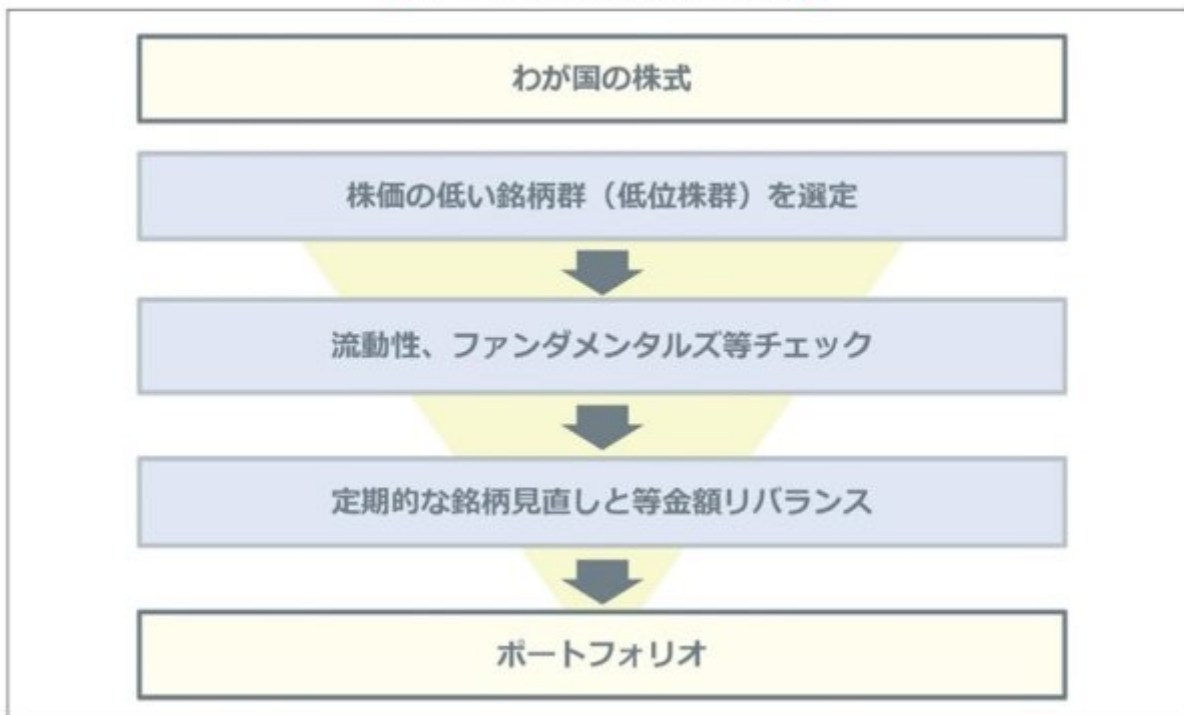 わが国の株式
株価の低い銘柄群（低位株群）を選定
流動性、ファンダメンタルズ等チェック
定期的な銘柄見直しと等金額リバランス
ポートフォリオ